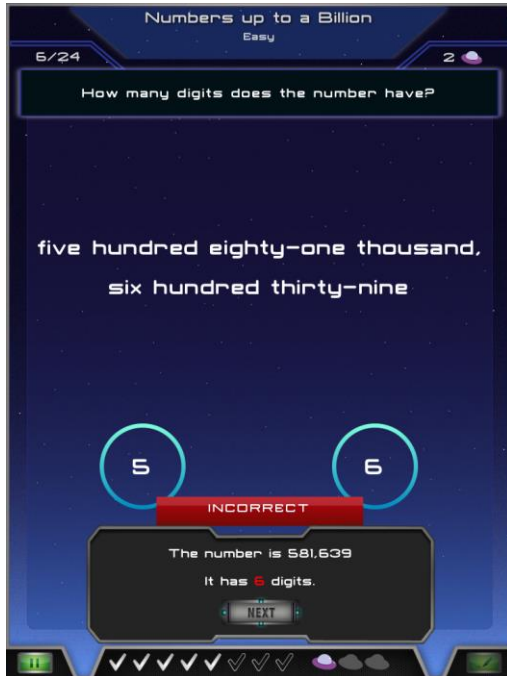 Numbers up to a Billion
Easy
6/24
2
How many digits does the number have?
five hundred eighty-one thousand,
six hundred thirty-nine
5
6
INCORRECT
The number is 581,639
It has 6 digits.
NEXT